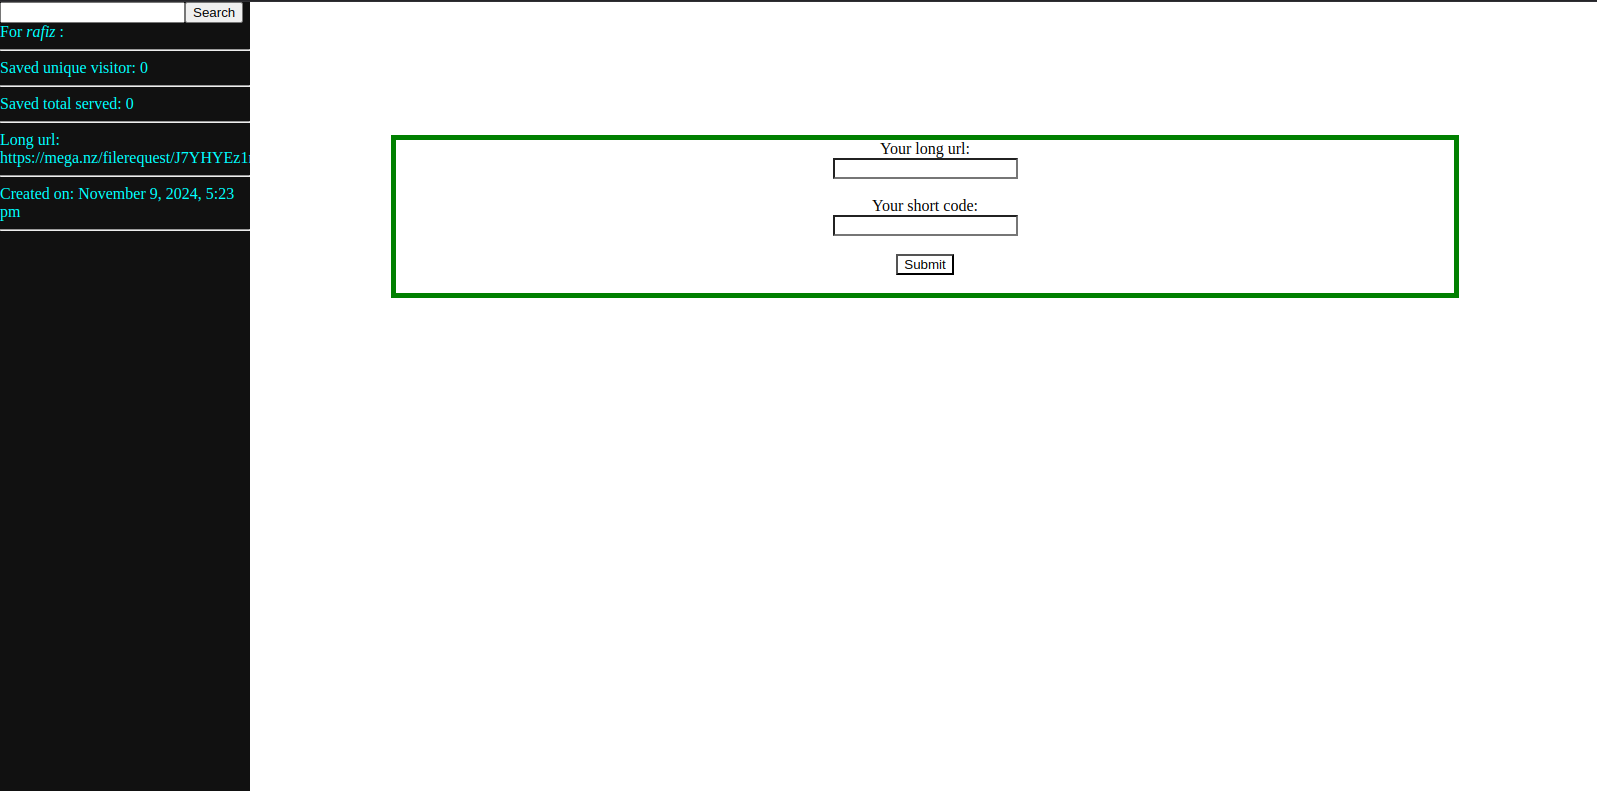 Search
For rafiz :
Saved unique visitor: 0
Saved total served: 0
Long url:
https://mega.nz/filerequest/J7YHYEz1
Created on: November 9, 2024, 5:23
pm
Your long url:
Your short code:
Submit